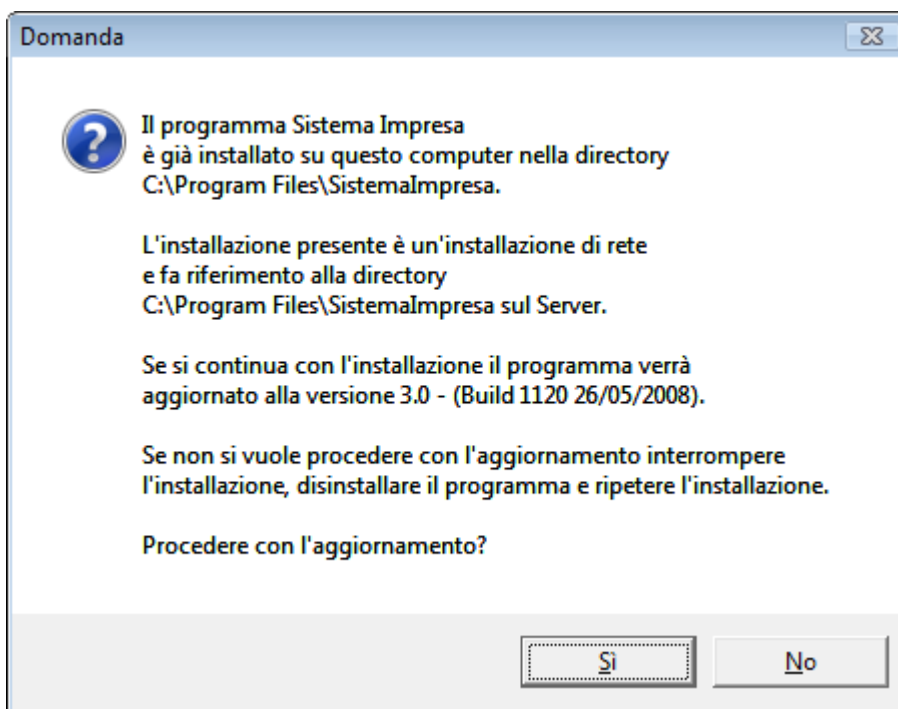 Domanda
Il programma Sistema Impresa
è già installato su questo computer nella directory
C:\Program Files\SistemaImpresa.
L'installazione presente è un'installazione di rete
e fa riferimento alla directory
C:\Program Files\SistemaImpresa sul Server.
Se si continua con l'installazione il programma verrà
aggiornato alla versione 3.0 - (Build 1120 26/05/2008).
Se non si vuole procedere con l'aggiornamento interrompere
l'installazione, disinstallare il programma e ripetere l'installazione.
Procedere con l'aggiornamento?
Sì
No